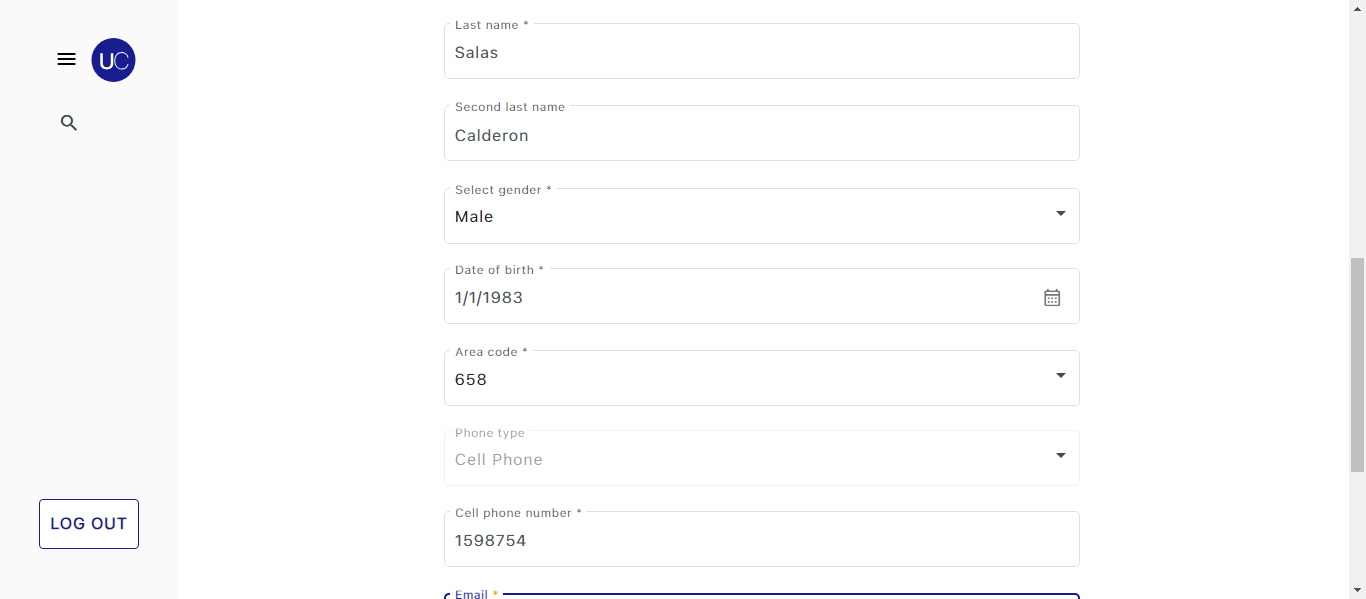 UC
LOG OUT
Last name *
Salas
Second last name
Calderon
Select gender *
Male
Date of birth *
1/1/1983
Area code *
658
Phone type
Cell Phone
Cell phone number *
1598754
Email *